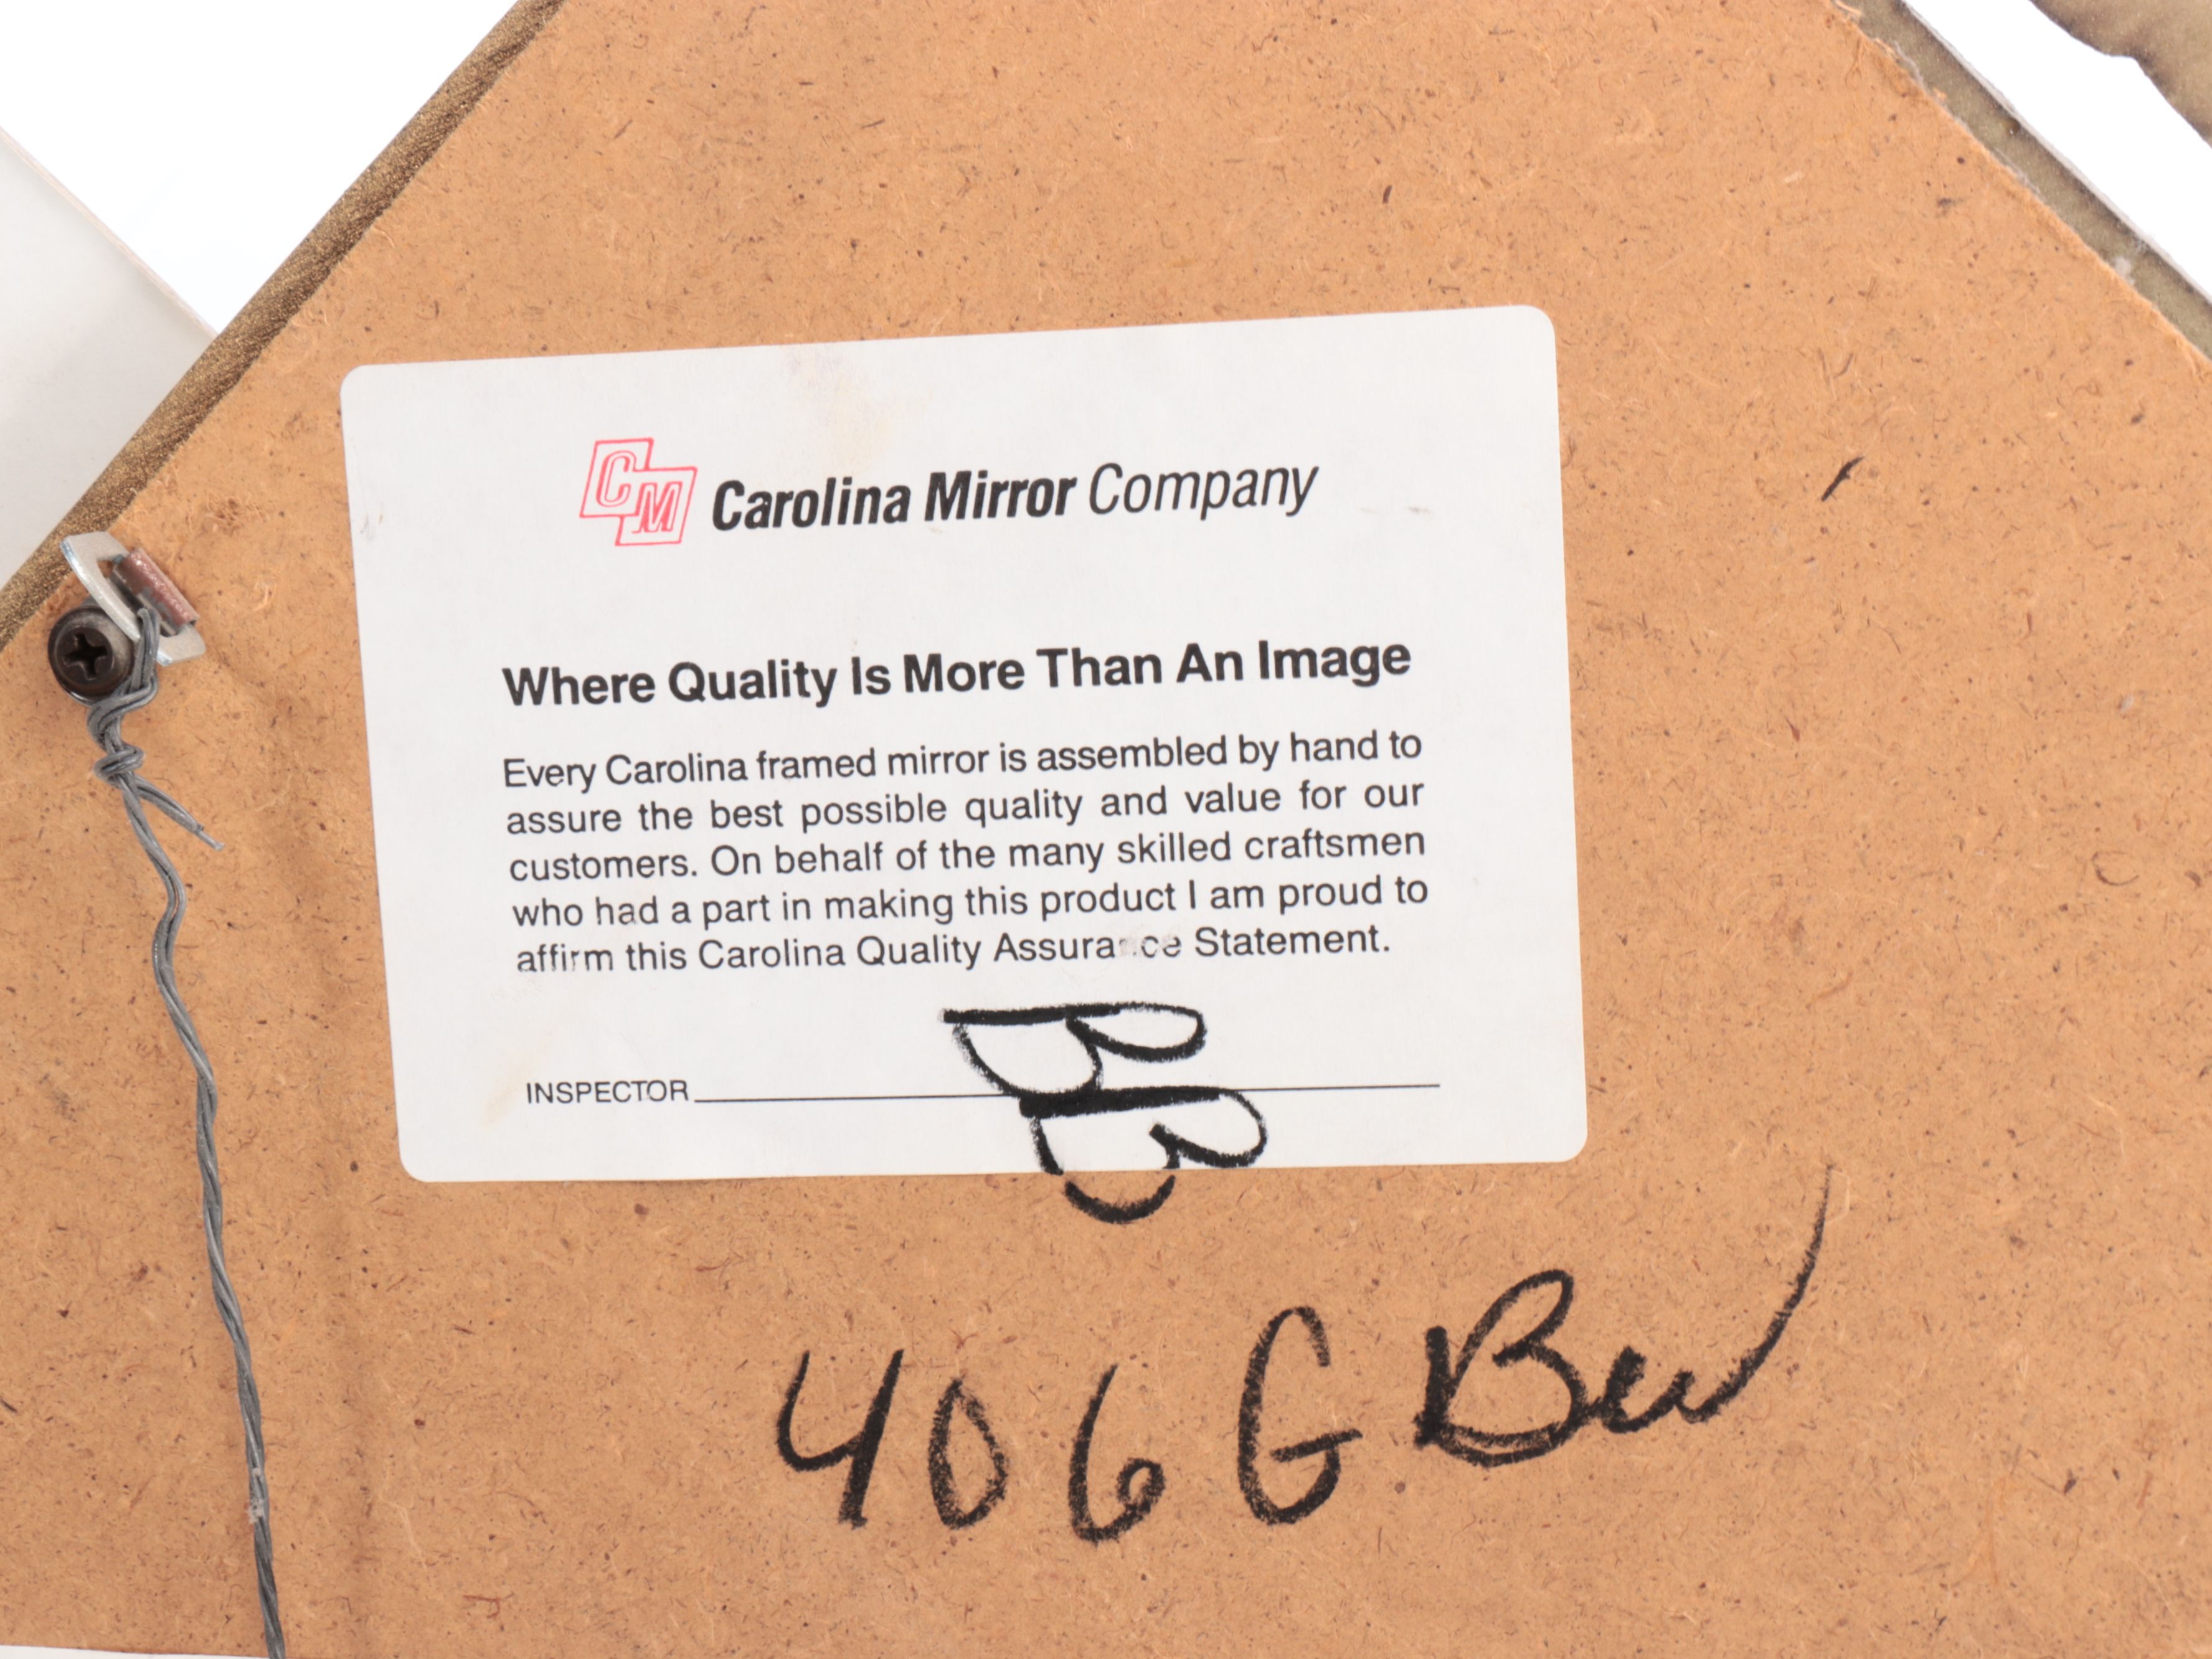 CM Carolina Mirror Company
Where Quality Is More Than An Image
Every Carolina framed mirror is assembled by hand to
assure the best possible quality and value for our
customers. On behalf of the many skilled craftsmen
who had a part in making this product I am proud to
affirm this Carolina Quality Assurance Statement.
INSPECTOR
BB
406 G